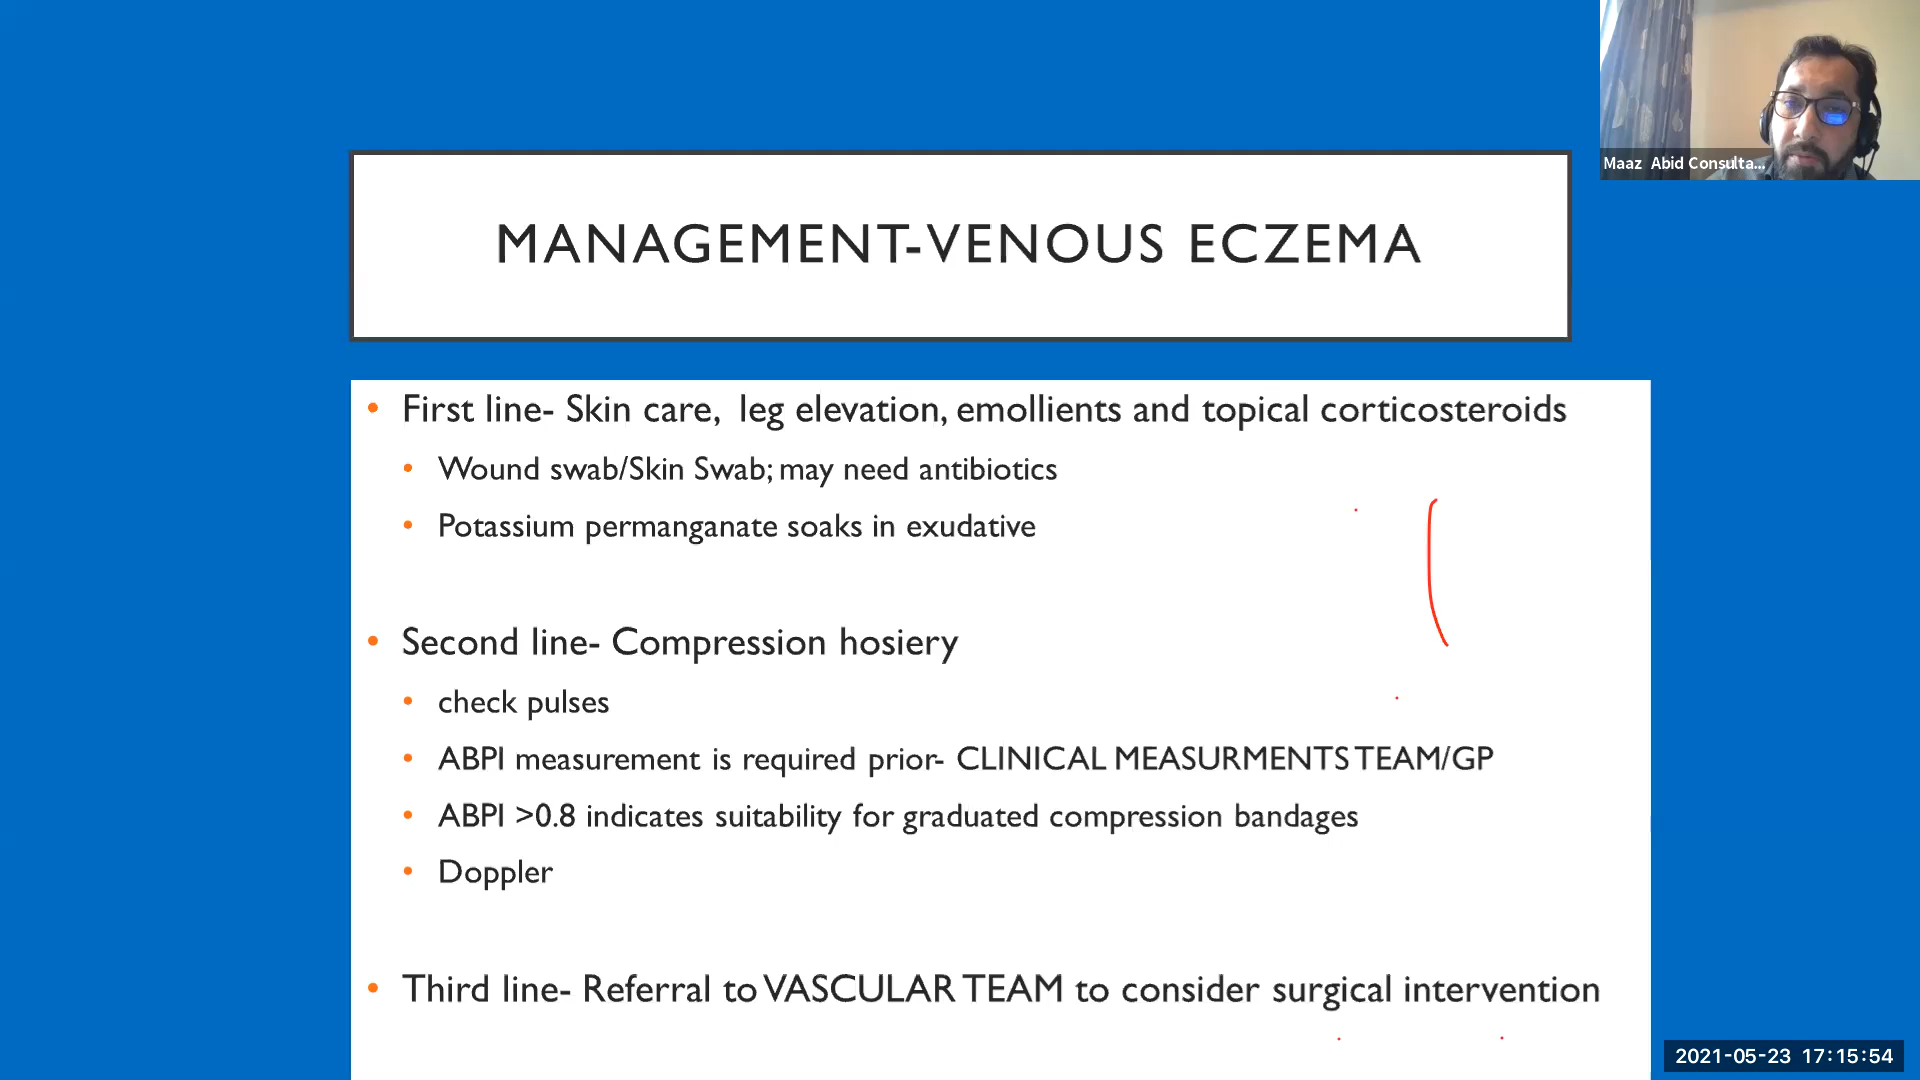 Maaz Abid Consulta...
MANAGEMENT-VENOUS ECZEMA
• First line- Skin care, leg elevation, emollients and topical corticosteroids
• Wound swab/Skin Swab; may need antibiotics
• Potassium permanganate soaks in exudative
• Second line- Compression hosiery
• check pulses
• ABPI measurement is required prior- CLINICAL MEASURMENTS TEAM/GP
• ABPI >0.8 indicates suitability for graduated compression bandages
• Doppler
• Third line- Referral to VASCULAR TEAM to consider surgical intervention
2021-05-23 17:15:54